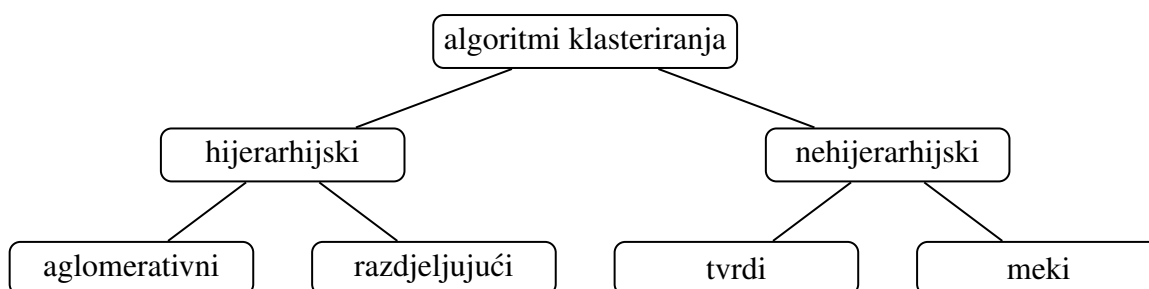 algoritmi klasteriranja
hijerarhijski
nehijerarhijski
aglomerativni
razdjeljujući
tvrdi
meki